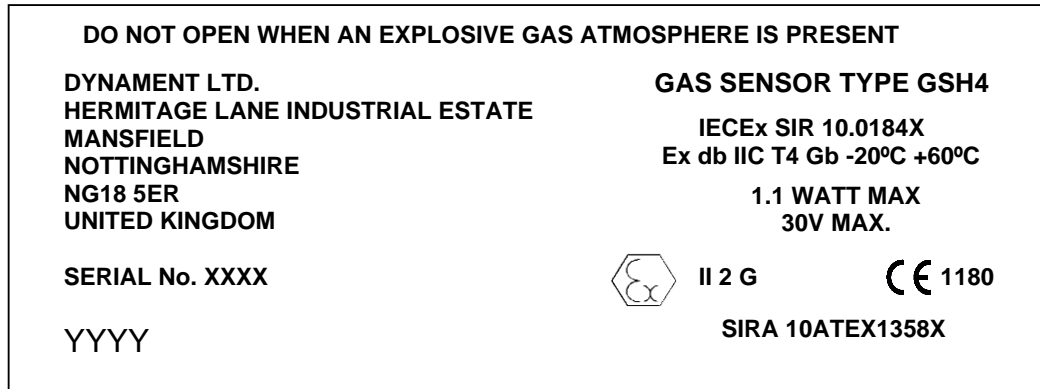 DO NOT OPEN WHEN AN EXPLOSIVE GAS ATMOSPHERE IS PRESENT
DYNAMENT LTD.
HERMITAGE LANE INDUSTRIAL ESTATE
MANSFIELD
NOTTINGHAMSHIRE
NG18 5ER
UNITED KINGDOM
SERIAL No. XXXX
YYYY
GAS SENSOR TYPE GSH4
IECEx SIR 10.0184X
Ex db IIC T4 Gb -20ºC +60ºC
1.1 WATT MAX
30V MAX.
Ex II 2 G CE 1180
SIRA 10ATEX1358X